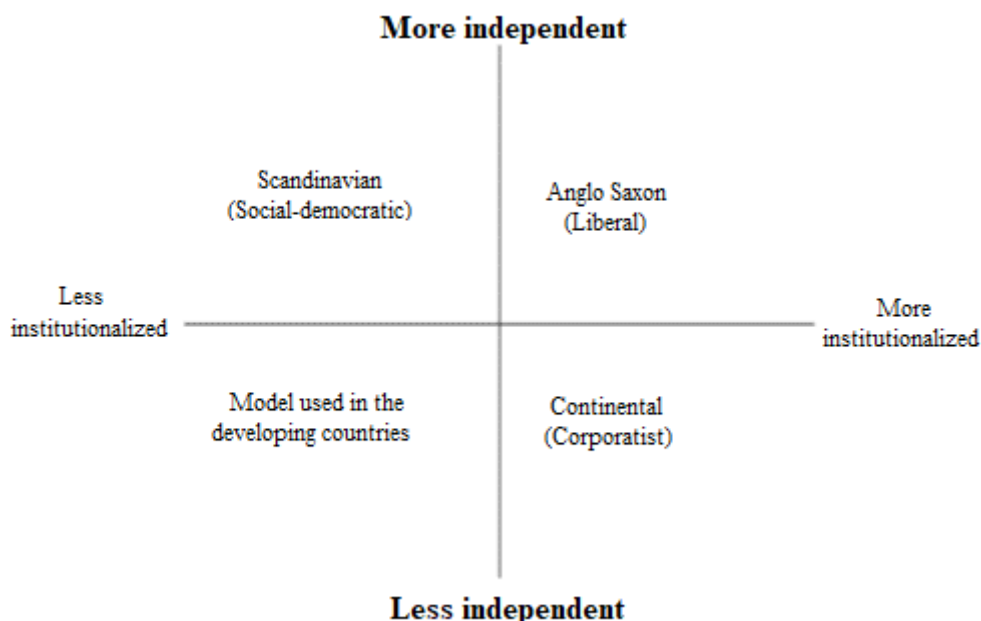 More independent
Scandinavian
(Social-democratic)
Anglo Saxon
(Liberal)
Less
institutionalized
More
institutionalized
Model used in the
developing countries
Continental
(Corporatist)
Less independent